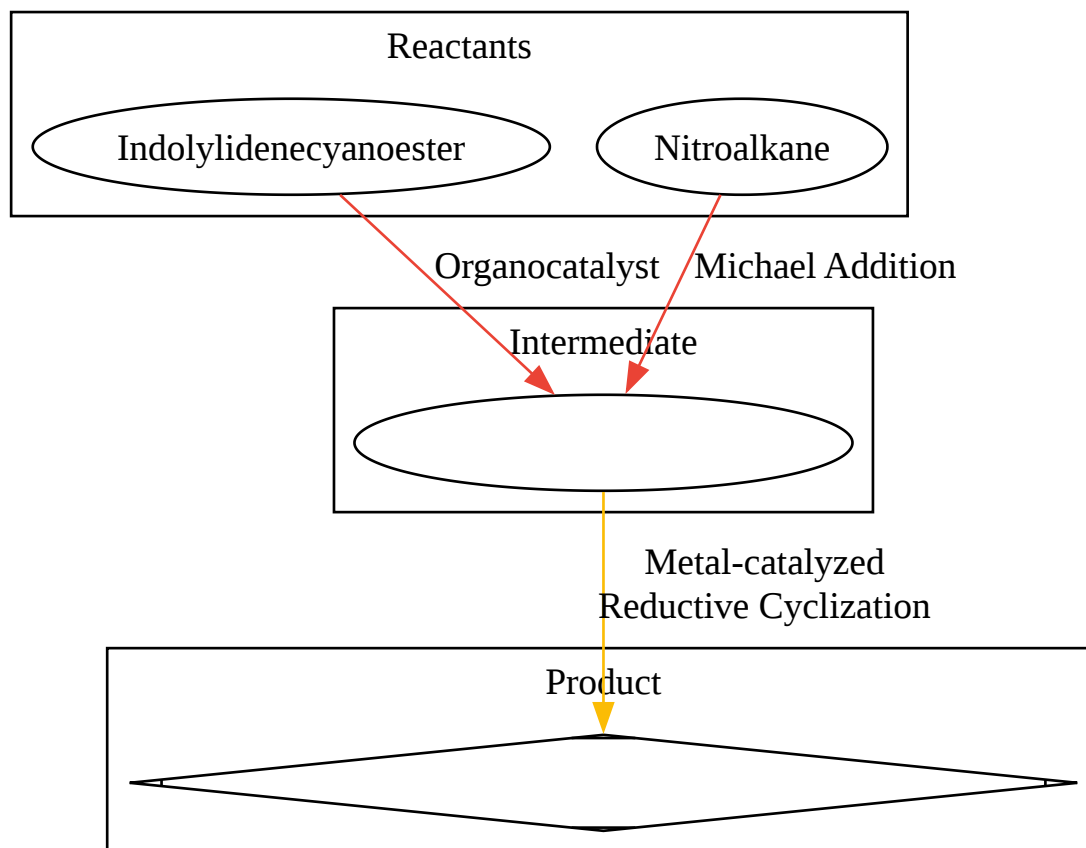 Reactants
Indolylidenecyanoester
Nitroalkane
Organocatalyst
Michael Addition
Intermediate
Metal-catalyzed
Reductive Cyclization
Product